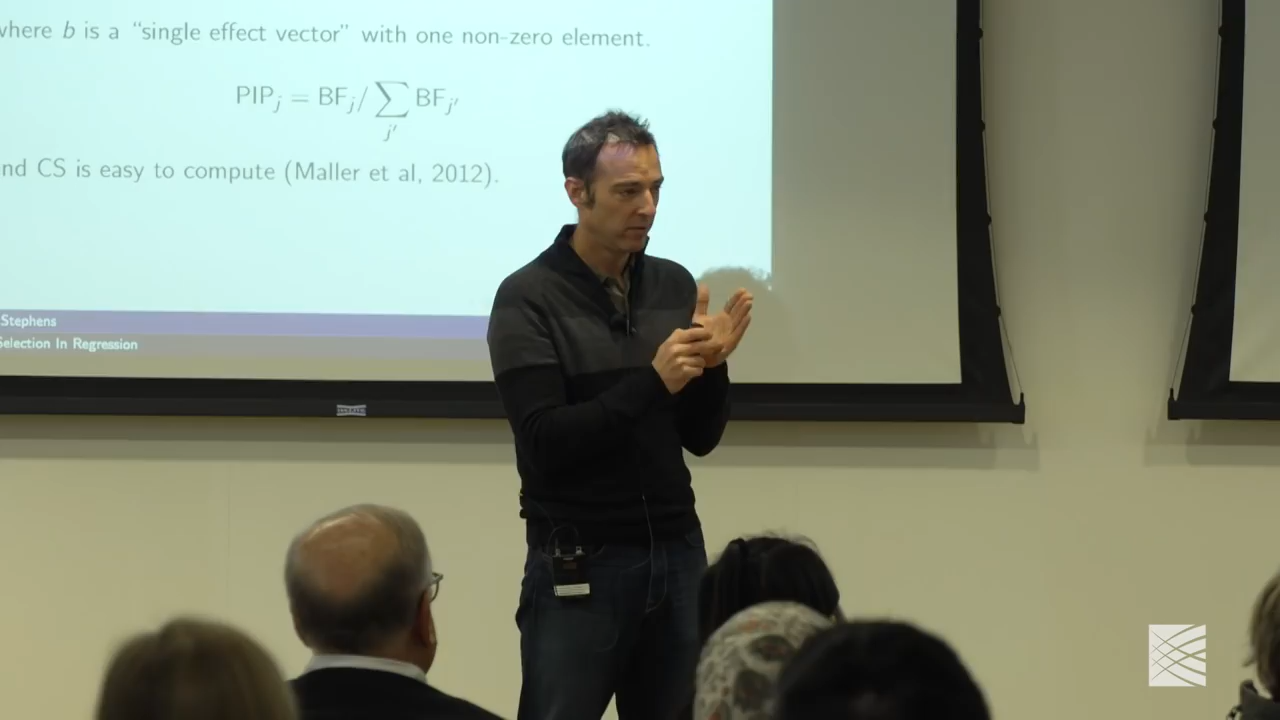 where b is a “single effect vector” with one non-zero element.
PIP_j = BF_j / ∑_{j'} BF_{j'}
nd CS is easy to compute (Maller et al, 2012).
Stephens
Selection In Regression